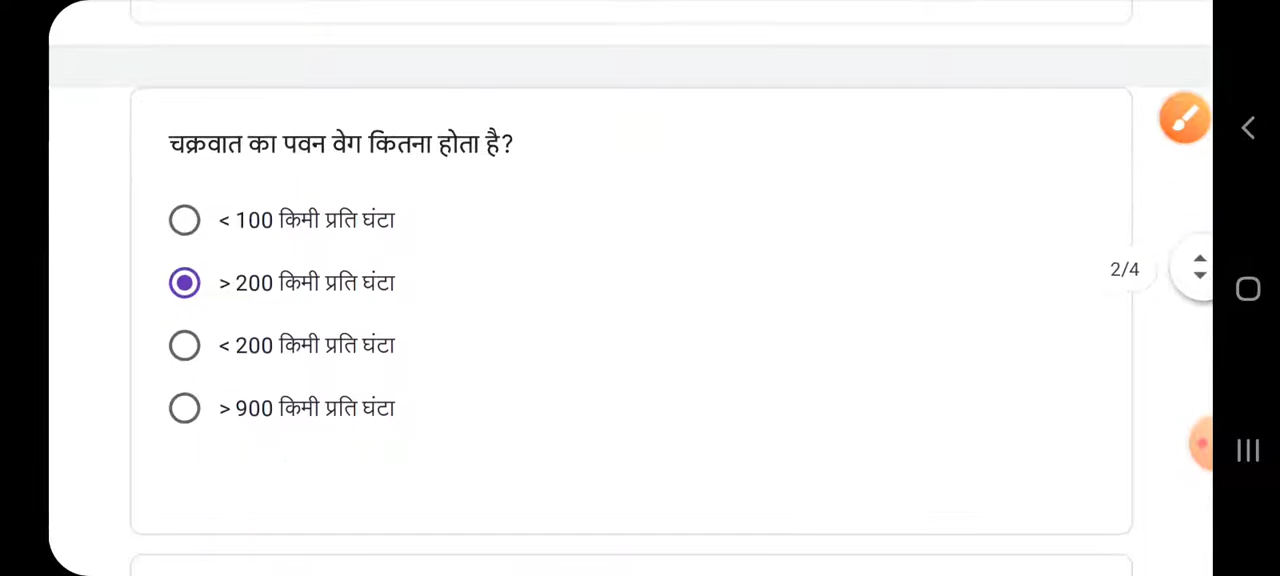 चक्रवात का पवन वेग कितना होता है?
< 100 किमी प्रति घंटा
> 200 किमी प्रति घंटा
2/4
< 200 किमी प्रति घंटा
> 900 किमी प्रति घंटा